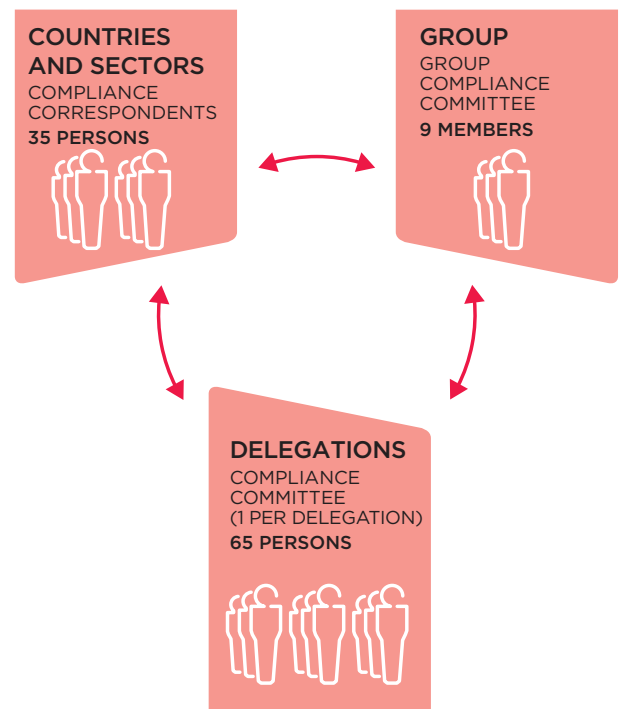 COUNTRIES
AND SECTORS
COMPLIANCE
CORRESPONDENTS
35 PERSONS
GROUP
GROUP
COMPLIANCE
COMMITTEE
9 MEMBERS
DELEGATIONS
COMPLIANCE
COMMITTEE
(1 PER DELEGATION)
65 PERSONS